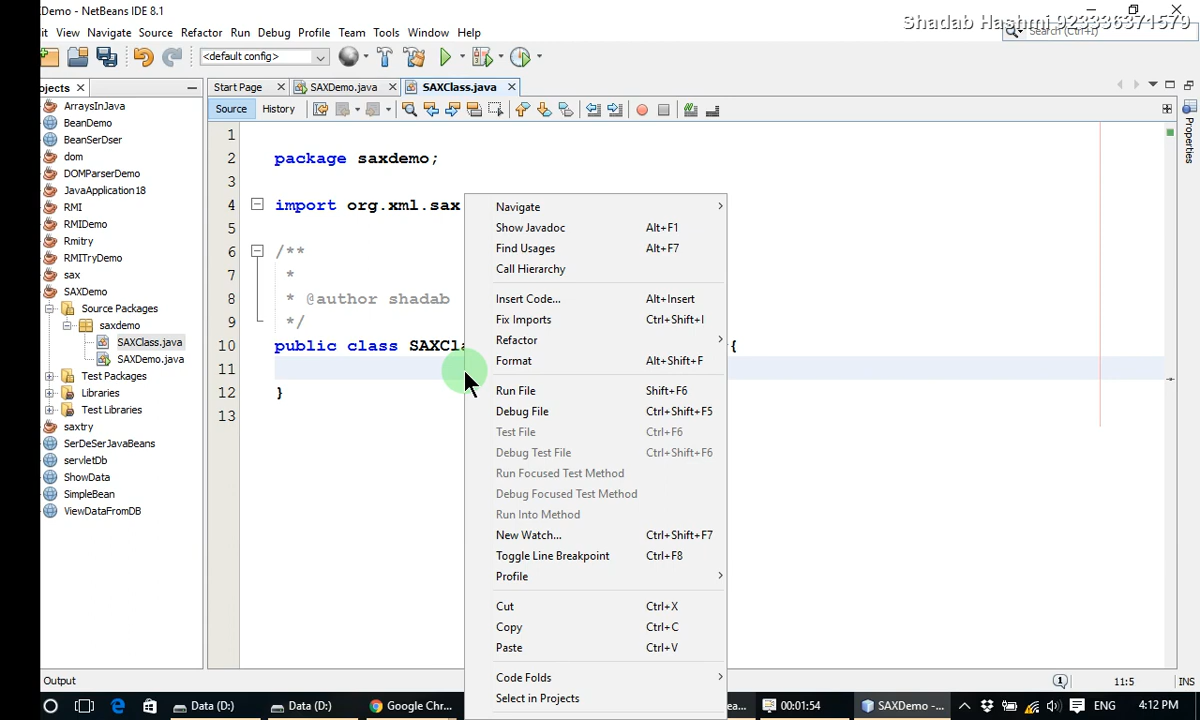 Demo - NetBeans IDE 8.1
Shadab Hashmi 923336371579
it View Navigate Source Refactor Run Debug Profile Team Tools Window Help
Search (Ctrl+I)
<default config>
ojects
Start Page
SAXDemo.java
SAXClass.java
Source
History
ArraysInJava
BeanDemo
BeanSerDser
dom
DOMParserDemo
JavaApplication18
RMI
RMIDemo
Rmitry
RMITryDemo
sax
SAXDemo
Source Packages
saxdemo
SAXClass.java
SAXDemo.java
Test Packages
Libraries
Test Libraries
saxtry
SerDeSerJavaBeans
servletDb
ShowData
SimpleBean
ViewDataFromDB
1
2 package saxdemo;
3
4 import org.xml.sax
5
6 /**
7 *
8 * @author shadab
9 */
10 public class SAXCla {
11
12 }
13
Navigate
Show Javadoc Alt+F1
Find Usages Alt+F7
Call Hierarchy
Insert Code... Alt+Insert
Fix Imports Ctrl+Shift+I
Refactor
Format Alt+Shift+F
Run File Shift+F6
Debug File Ctrl+Shift+F5
Test File Ctrl+F6
Debug Test File Ctrl+Shift+F6
Run Focused Test Method
Debug Focused Test Method
Run Into Method
New Watch... Ctrl+Shift+F7
Toggle Line Breakpoint Ctrl+F8
Profile
Cut Ctrl+X
Copy Ctrl+C
Paste Ctrl+V
Code Folds
Select in Projects
Properties
Output
1
11:5
INS
Data (D:)
Data (D:)
Google Chr...
ea...
00:01:54
SAXDemo -...
ENG
4:12 PM